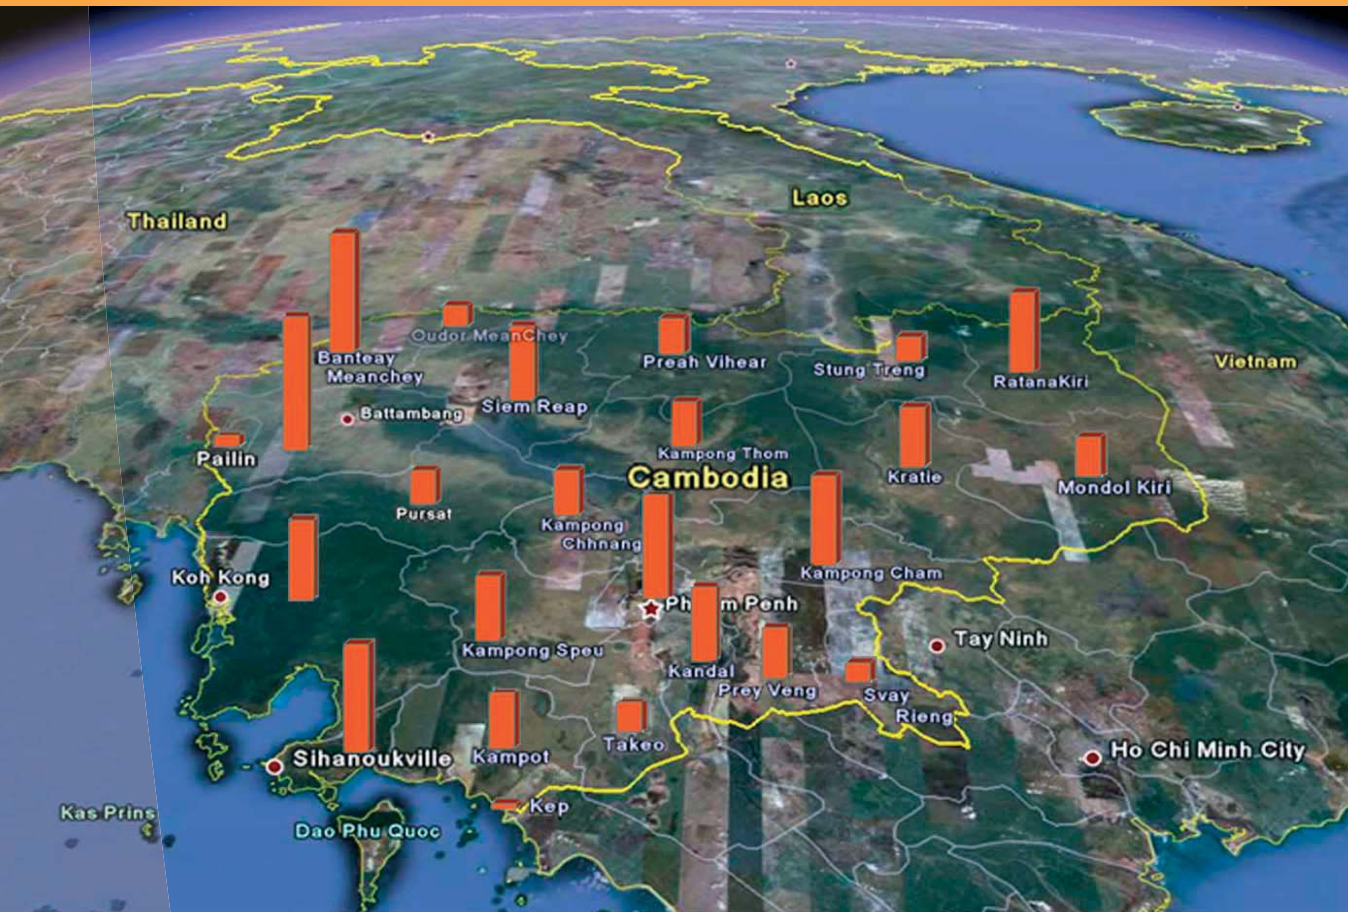 Laos
Thailand
Oudor MeanChey
Banteay
Meanchey
Preah Vihear
Stung Treng
Vietnam
RatanaKiri
Siem Reap
Battambang
Pailin
Kampong Thom
Cambodia
Kratie
Mondol Kiri
Pursat
Kampong
Chhnang
Koh Kong
Kampong Cham
Tay Ninh
Kampong Speu
Kandal
Prey Veng
Svay
Rieng
Takeo
Kampot
Sihanoukville
Ho Chi Minh City
Kep
Kas Prins
Dao Phu Quoc